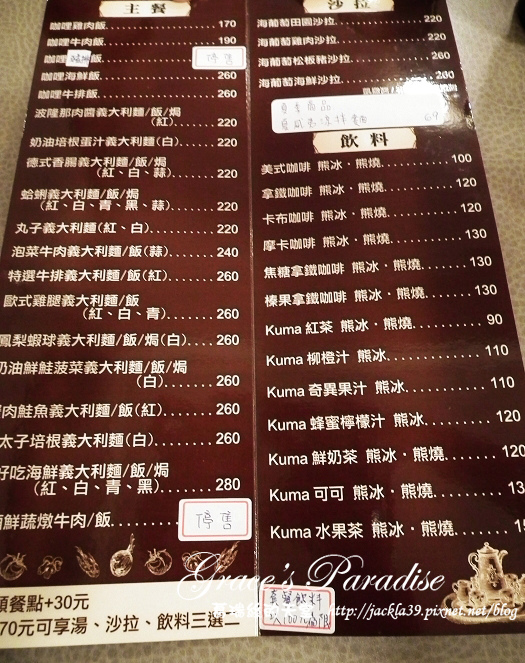 主餐
咖哩雞肉飯 170
咖哩牛肉飯 190
咖哩 飯 停售
咖哩海鮮飯 260
咖哩牛排飯 260
波隆那肉醬義大利麵/飯/焗
(紅) 220
奶油培根蛋汁義大利麵(白) 220
德式香腸義大利麵/飯/焗
(紅、白、蒜) 220
蛤蜊義大利麵/飯/焗
(紅、白、青、黑、蒜) 220
丸子義大利麵(紅、白) 220
泡菜牛肉義大利麵/飯(蒜) 240
特選牛排義大利麵/飯(紅) 260
歐式雞腿義大利麵/飯
(紅、白、青) 260
鳳梨蝦球義大利麵/飯/焗(白) 260
奶油鮮鮭菠菜義大利麵/飯/焗
(白) 260
肉鮭魚義大利麵/飯(紅) 260
太子培根義大利麵(白) 260
好吃海鮮義大利麵/飯/焗
(紅、白、青、黑) 280
鮮蔬燉牛肉/飯 停售
餐點+30元
70元可享湯、沙拉、飲料三選二
沙拉
海葡萄田園沙拉 220
海葡萄雞肉沙拉 220
海葡萄松板豬沙拉 260
海葡萄海鮮沙拉 260
夏季商品
飲料
美式咖啡 熊冰·熊燒 100
拿鐵咖啡 熊冰·熊燒 120
卡布咖啡 熊冰·熊燒 120
摩卡咖啡 熊冰·熊燒 130
焦糖拿鐵咖啡 熊冰·熊燒 130
榛果拿鐵咖啡 熊冰·熊燒 130
Kuma 紅茶 熊冰·熊燒 90
Kuma 柳橙汁 熊冰 110
Kuma 奇異果汁 熊冰 110
Kuma 蜂蜜檸檬汁 熊冰 120
Kuma 鮮奶茶 熊冰·熊燒 120
Kuma 可可 熊冰·熊燒
Kuma 水果茶 熊冰·熊燒
Grace's Paradise
http://jackla39.pixnet.net/blog